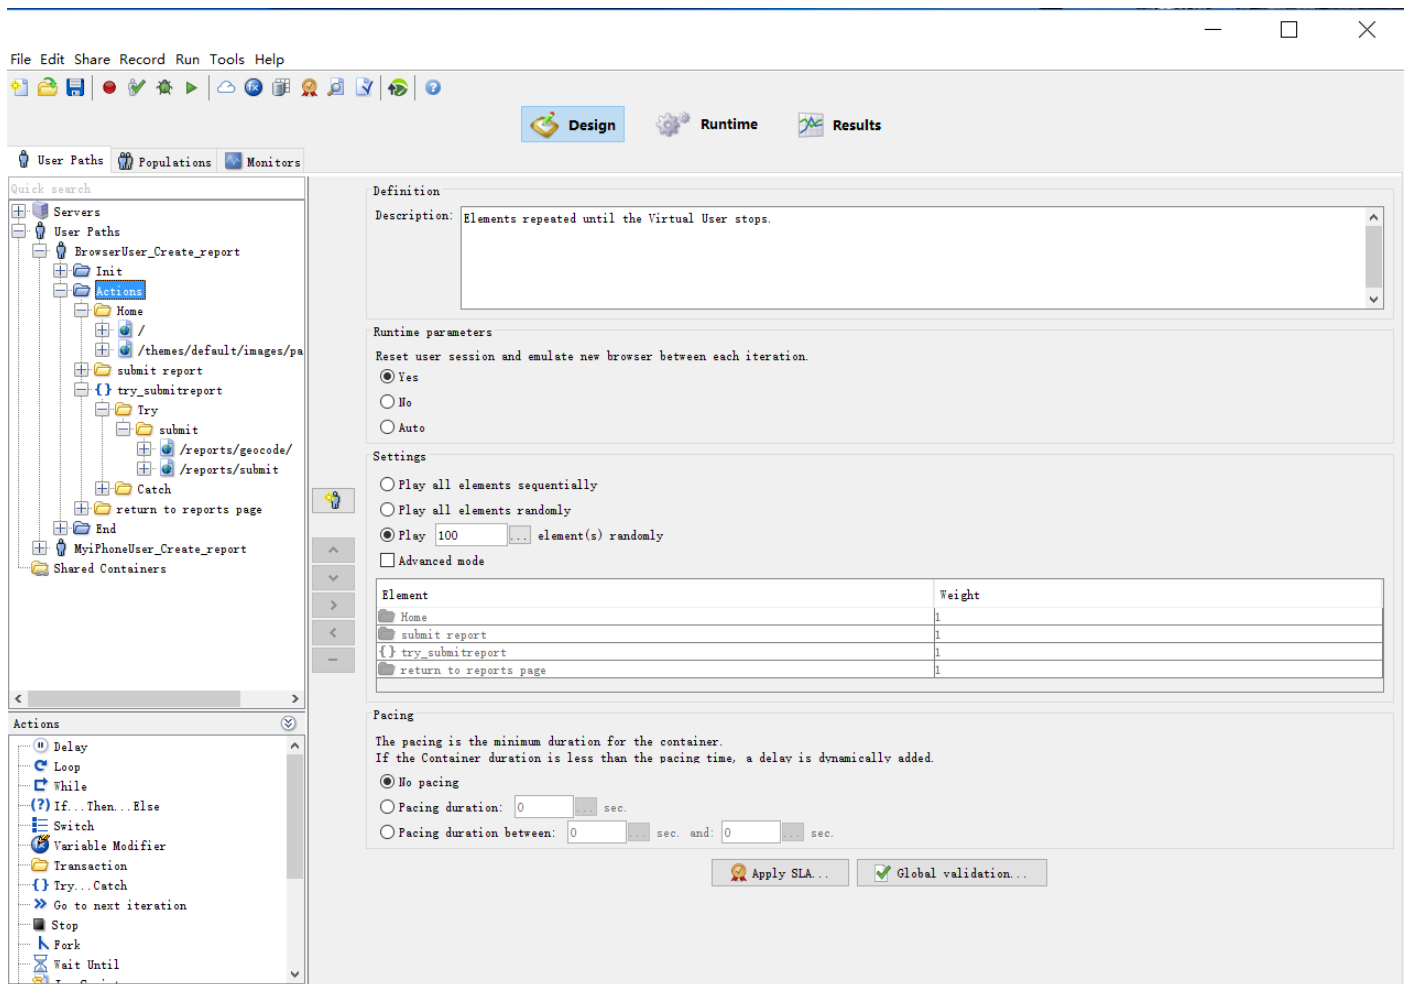 File Edit Share Record Run Tools Help
Design Runtime Results
User Paths Populations Monitors
Quick search
Servers
User Paths
BrowserUser_Create_report
Init
Actions
Home
/
/themes/default/images/pa
submit report
try_submitreport
Try
submit
/reports/geocode/
/reports/submit
Catch
return to reports page
End
MyiPhoneUser_Create_report
Shared Containers
Actions
Delay
Loop
While
If...Then...Else
Switch
Variable Modifier
Transaction
Try...Catch
Go to next iteration
Stop
Fork
Wait Until
Definition
Description: Elements repeated until the Virtual User stops.
Runtime parameters
Reset user session and emulate new browser between each iteration.
Yes
No
Auto
Settings
Play all elements sequentially
Play all elements randomly
Play 100 ... element(s) randomly
Advanced mode
Element Weight
Home 1
submit report 1
try_submitreport 1
return to reports page 1
Pacing
The pacing is the minimum duration for the container.
If the Container duration is less than the pacing time, a delay is dynamically added.
No pacing
Pacing duration: 0 ... sec.
Pacing duration between: 0 ... sec. and: 0 ... sec.
Apply SLA... Global validation...